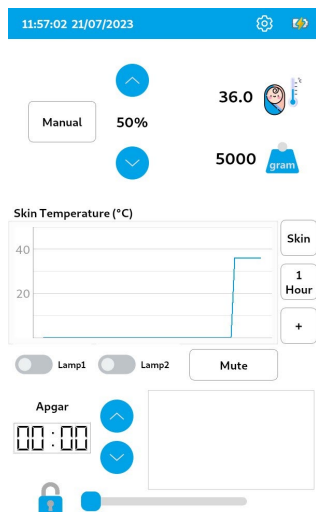 11:57:02 21/07/2023
36.0 °C
Manual 50%
5000 gram
Skin Temperature (°C)
40
20
Skin
1
Hour
+
Lamp1 Lamp2 Mute
Apgar
00:00